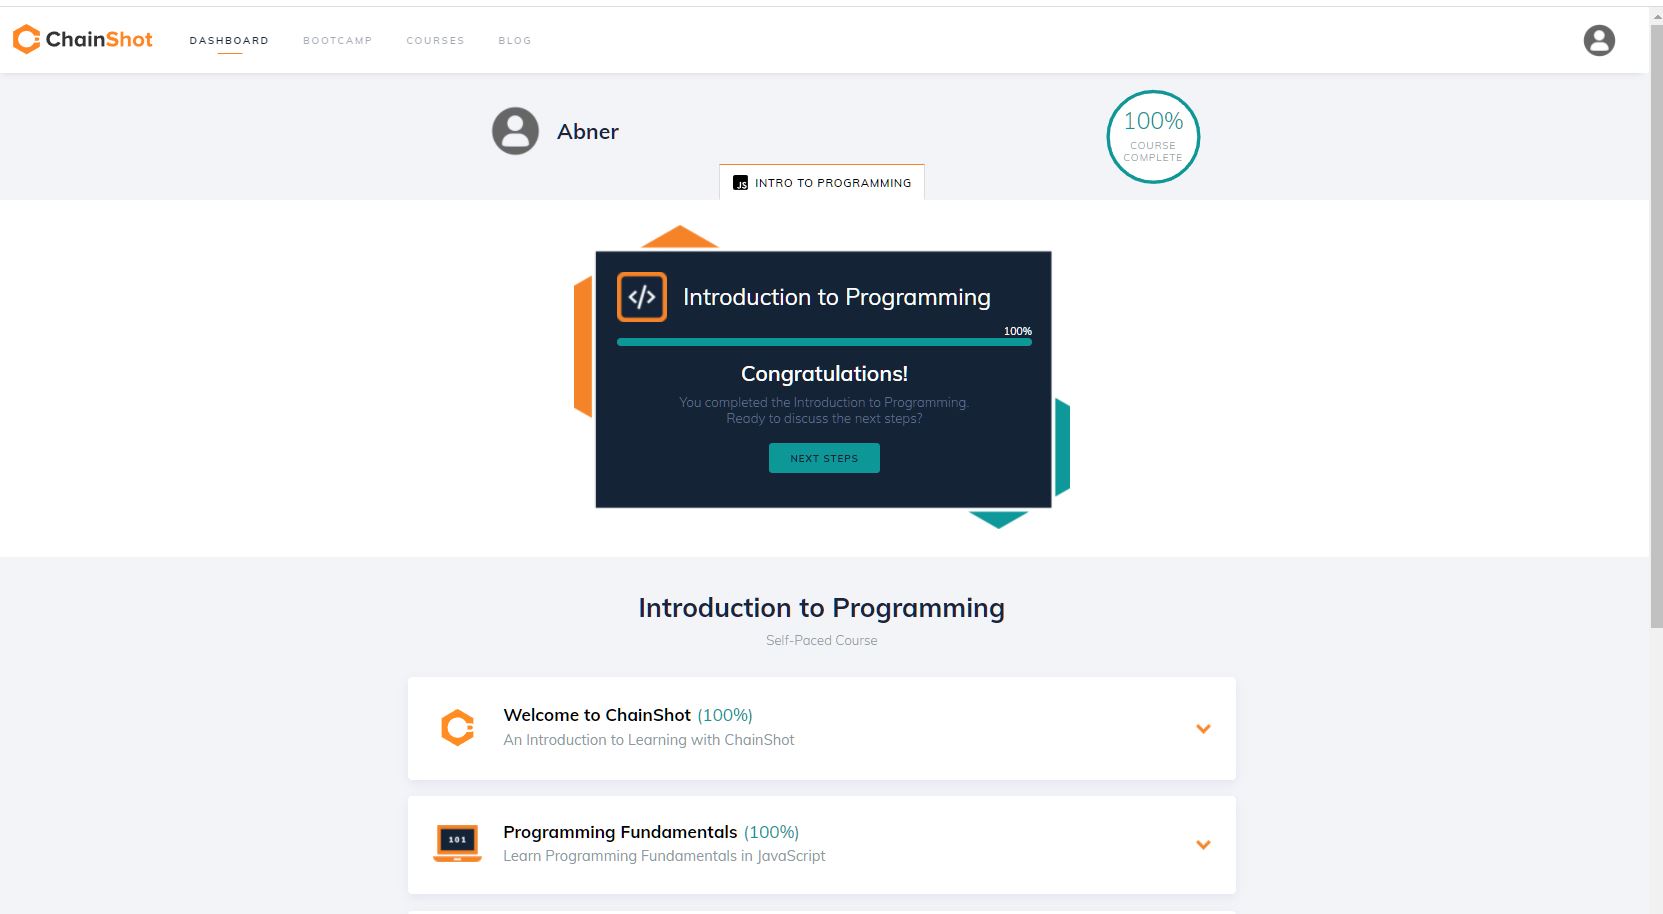 ChainShot
DASHBOARD
BOOTCAMP
COURSES
BLOG
Abner
100%
COURSE
COMPLETE
JS INTRO TO PROGRAMMING
</> Introduction to Programming
100%
Congratulations!
You completed the Introduction to Programming.
Ready to discuss the next steps?
NEXT STEPS
Introduction to Programming
Self-Paced Course
Welcome to ChainShot (100%)
An Introduction to Learning with ChainShot
101
Programming Fundamentals (100%)
Learn Programming Fundamentals in JavaScript